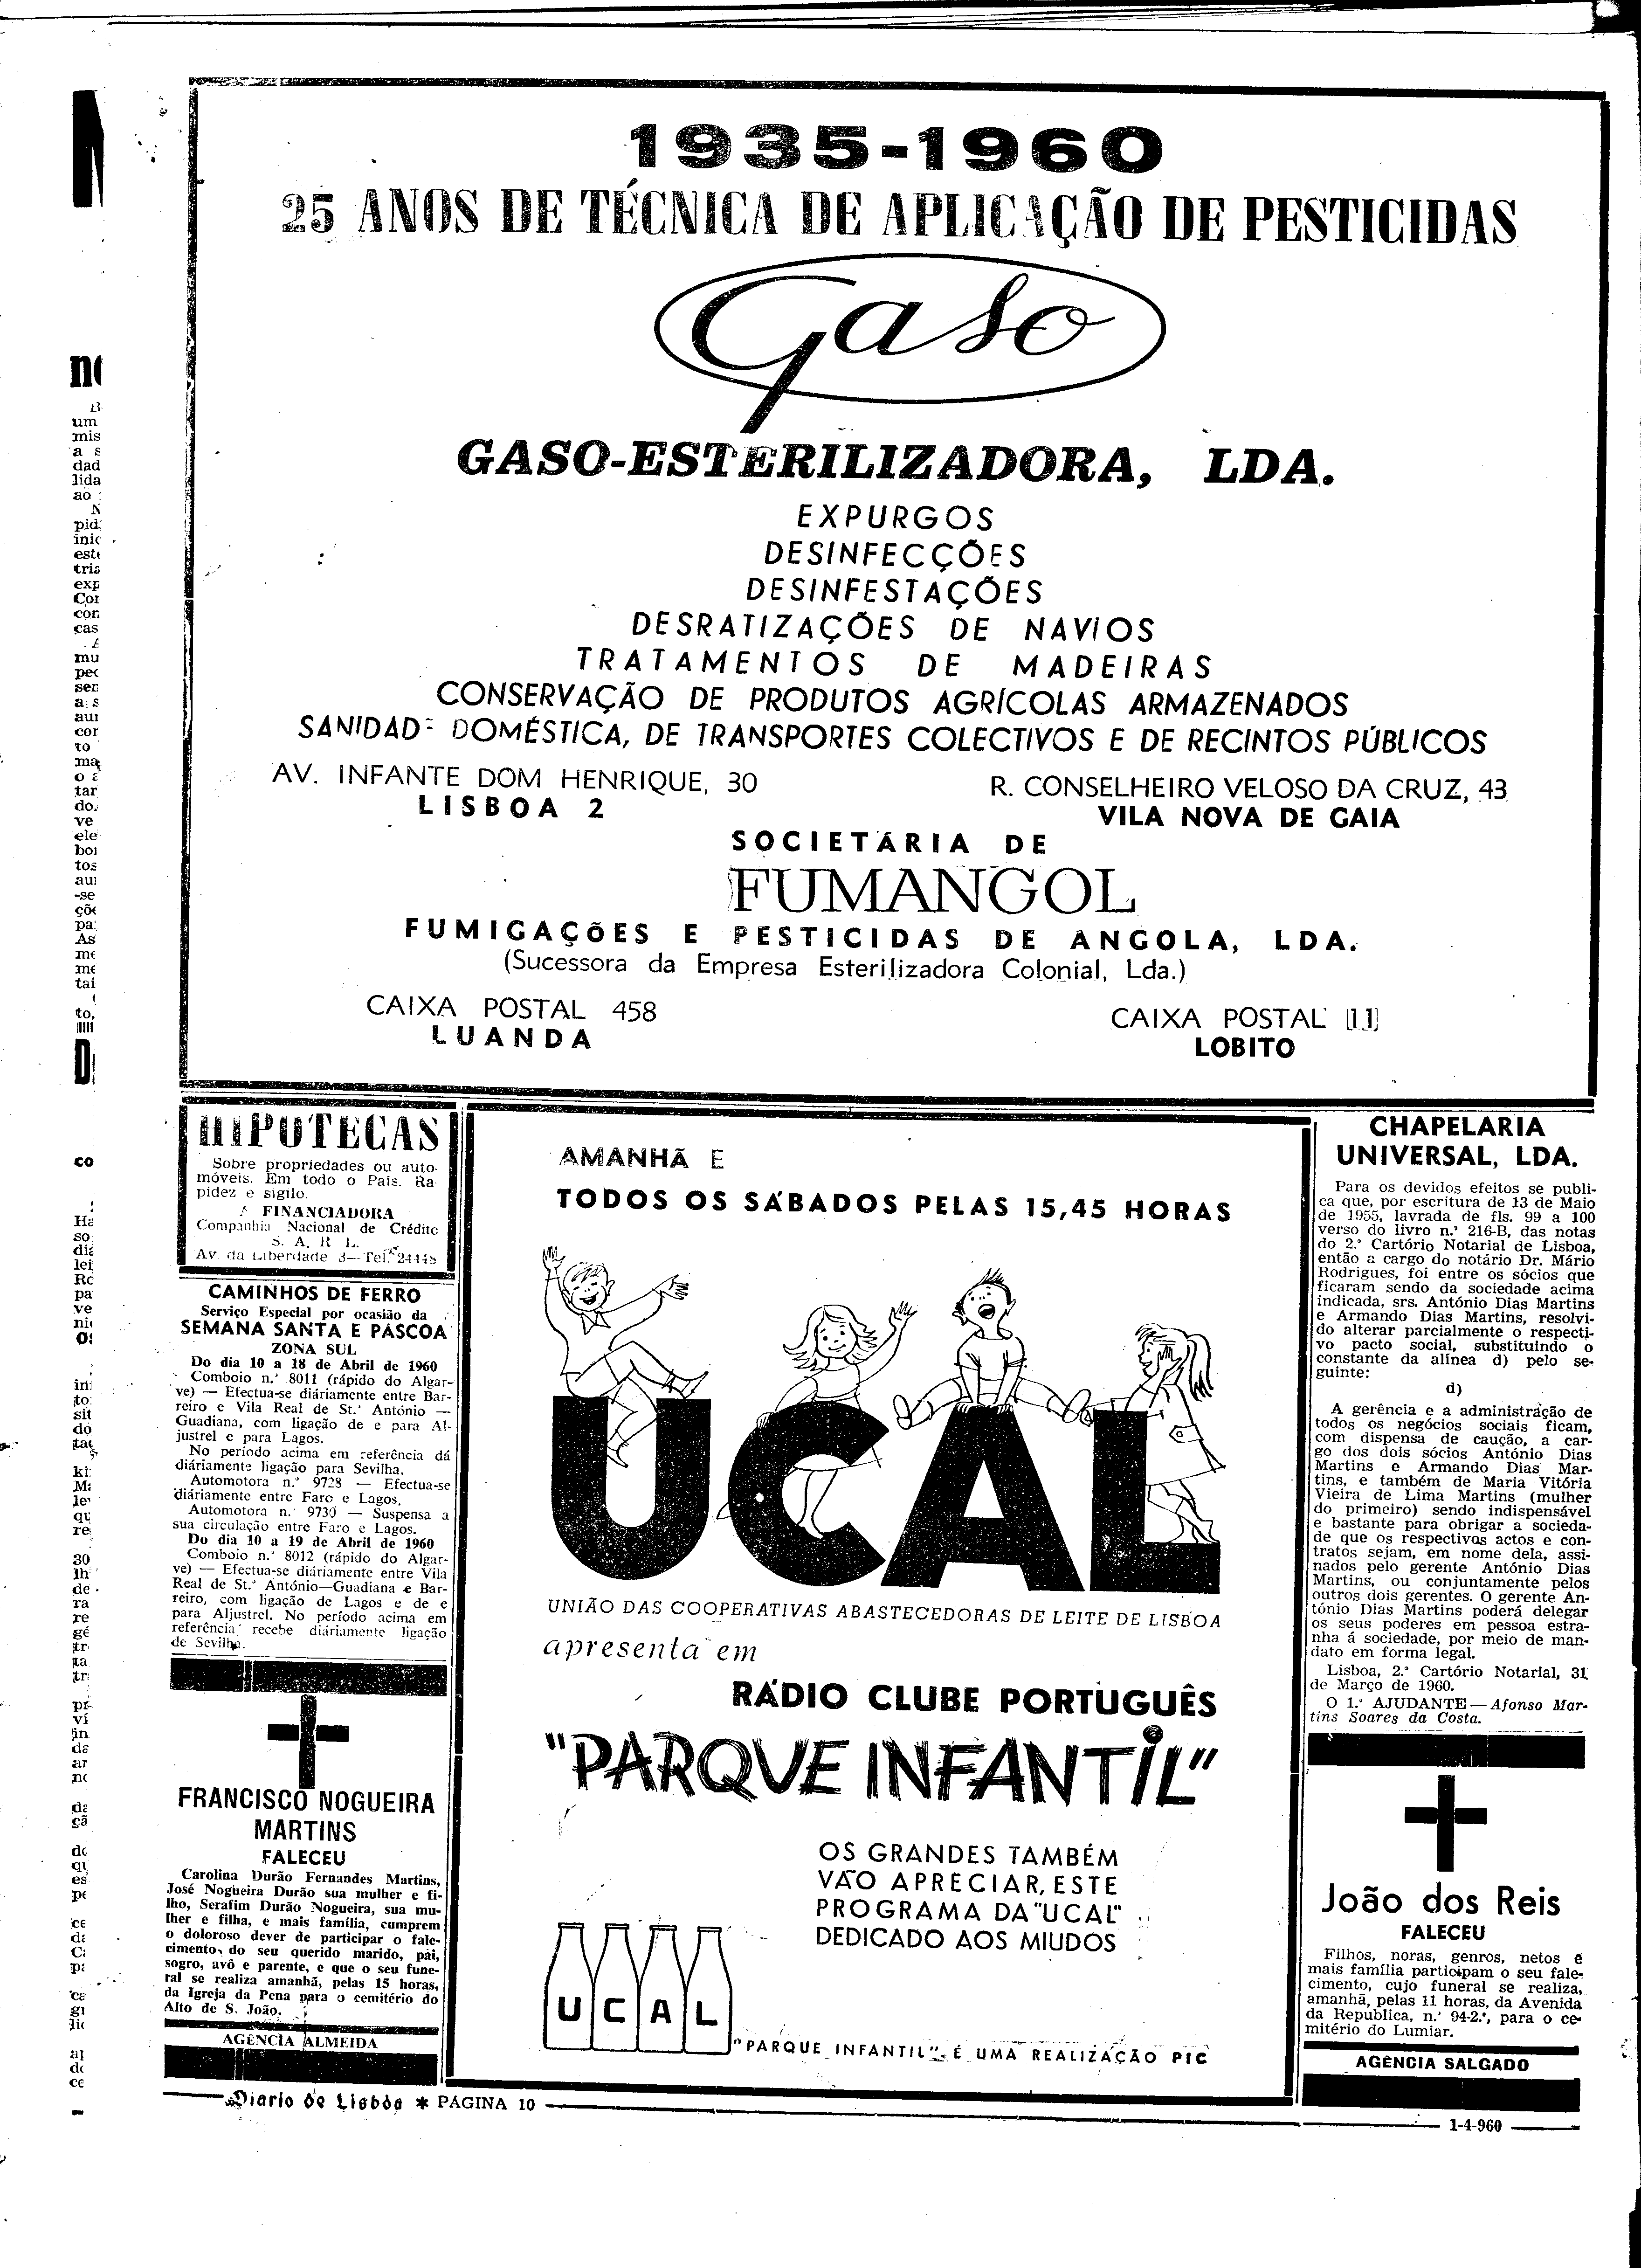 1935-1960
25 ANOS DE TÉCNICA DE APLICAÇÃO DE PESTICIDAS
Gaso
GASO-ESTERILIZADORA, LDA.
EXPURGOS
DESINFECÇÕES
DESINFESTAÇÕES
DESRATIZAÇÕES DE NAVIOS
TRATAMENTOS DE MADEIRAS
CONSERVAÇÃO DE PRODUTOS AGRÍCOLAS ARMAZENADOS
SANIDADE DOMÉSTICA, DE TRANSPORTES COLECTIVOS E DE RECINTOS PÚBLICOS
AV. INFANTE DOM HENRIQUE, 30
LISBOA 2
R. CONSELHEIRO VELOSO DA CRUZ, 43
VILA NOVA DE GAIA
SOCIETÁRIA DE
FUMANGOL
FUMIGAÇÕES E PESTICIDAS DE ANGOLA, LDA.
(Sucessora da Empresa Esterilizadora Colonial, Lda.)
CAIXA POSTAL 458
LUANDA
CAIXA POSTAL
LOBITO
HIPOTECAS
Sobre propriedades ou auto-
móveis. Em todo o País. Ra-
pidez e sigilo.
A FINANCIADORA
Companhia Nacional de Crédito
S. A. R. L.
Av da Liberdade 3—Tel. 24448
CAMINHOS DE FERRO
Serviço Especial por ocasião da
SEMANA SANTA E PÁSCOA
ZONA SUL
Do dia 10 a 18 de Abril de 1960
Comboio n.º 8011 (rápido do Algar-
ve) — Efectua-se diáriamente entre Bar-
reiro e Vila Real de St.º António —
Guadiana, com ligação de e para Al-
justrel e para Lagos.
No período acima em referência dá
diáriamente ligação para Sevilha.
Automotora n.º 9728 — Efectua-se
diáriamente entre Faro e Lagos.
Automotora n.º 9730 — Suspensa a
sua circulação entre Faro e Lagos.
Do dia 10 a 19 de Abril de 1960
Comboio n.º 8012 (rápido do Algar-
ve) — Efectua-se diáriamente entre Vila
Real de St.º António—Guadiana e Bar-
reiro, com ligação de Lagos e de e
para Aljustrel. No período acima em
referência recebe diáriamente ligação
de Sevilha.
FRANCISCO NOGUEIRA
MARTINS
FALECEU
Carolina Durão Fernandes Martins,
José Nogueira Durão sua mulher e fi-
lho, Serafim Durão Nogueira, sua mu-
lher e filha, e mais família, cumprem
o doloroso dever de participar o fale-
cimento do seu querido marido, pai,
sogro, avô e parente, e que o seu fune-
ral se realiza amanhã, pelas 15 horas,
da Igreja da Pena para o cemitério do
Alto de S. João.
AGÊNCIA ALMEIDA
AMANHÃ E
TODOS OS SÁBADOS PELAS 15,45 HORAS
UCAL
UNIÃO DAS COOPERATIVAS ABASTECEDORAS DE LEITE DE LISBOA
apresenta em
RÁDIO CLUBE PORTUGUÊS
"PARQUE INFANTIL"
OS GRANDES TAMBÉM
VÃO APRECIAR, ESTE
PROGRAMA DA "UCAL"
DEDICADO AOS MIUDOS
UCAL
"PARQUE INFANTIL" É UMA REALIZAÇÃO PIC
CHAPELARIA
UNIVERSAL, LDA.
Para os devidos efeitos se publi-
ca que, por escritura de 13 de Maio
de 1955, lavrada de fls. 99 a 100
verso do livro n.º 216-B, das notas
do 2.º Cartório Notarial de Lisboa,
então a cargo do notário Dr. Mário
Rodrigues, foi entre os sócios que
ficaram sendo da sociedade acima
indicada, srs. António Dias Martins
e Armando Dias Martins, resolvi-
do alterar parcialmente o respecti-
vo pacto social, substituindo o
constante da alínea d) pelo se-
guinte:
d)
A gerência e a administração de
todos os negócios sociais ficam,
com dispensa de caução, a car-
go dos dois sócios António Dias
Martins e Armando Dias Mar-
tins, e também de Maria Vitória
Vieira de Lima Martins (mulher
do primeiro) sendo indispensável
e bastante para obrigar a socieda-
de que os respectivos actos e con-
tratos sejam, em nome dela, assi-
nados pelo gerente António Dias
Martins, ou conjuntamente pelos
outros dois gerentes. O gerente An-
tónio Dias Martins poderá delegar
os seus poderes em pessoa estra-
nha á sociedade, por meio de man-
dato em forma legal.
Lisboa, 2.º Cartório Notarial, 31
de Março de 1960.
O 1.º AJUDANTE — Afonso Mar-
tins Soares da Costa.
João dos Reis
FALECEU
Filhos, noras, genros, netos e
mais família participam o seu fale-
cimento, cujo funeral se realiza,
amanhã, pelas 11 horas, da Avenida
da Republica, n.º 94-2.º, para o ce-
mitério do Lumiar.
AGÊNCIA SALGADO
Diario de Lisboa * PÁGINA 10
1-4-960